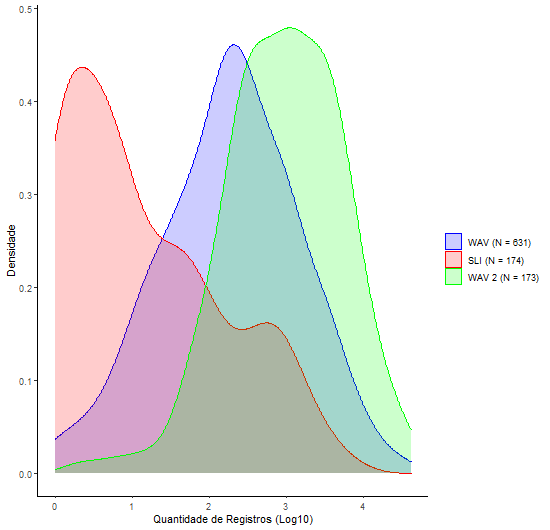 Densidade
0.5
0.4
0.3
0.2
0.1
0.0
0 1 2 3 4
Quantidade de Registros (Log10)
WAV (N = 631)
SLI (N = 174)
WAV 2 (N = 173)